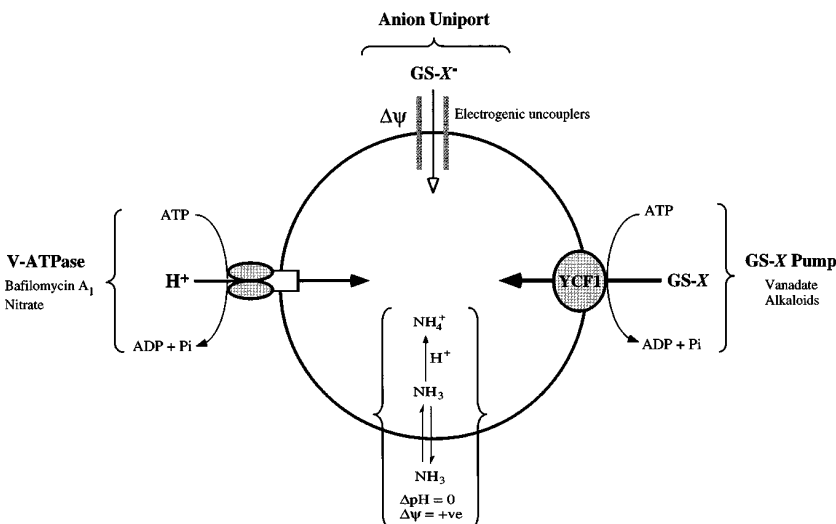 Anion Uniport
GS-X⁻
Δψ
Electrogenic uncouplers
V-ATPase
Bafilomycin A₁
Nitrate
ATP
H⁺
ADP + Pi
YCF1
ATP
GS-X
ADP + Pi
GS-X Pump
Vanadate
Alkaloids
NH₄⁺
H⁺
NH₃
NH₃
ΔpH = 0
Δψ = +ve